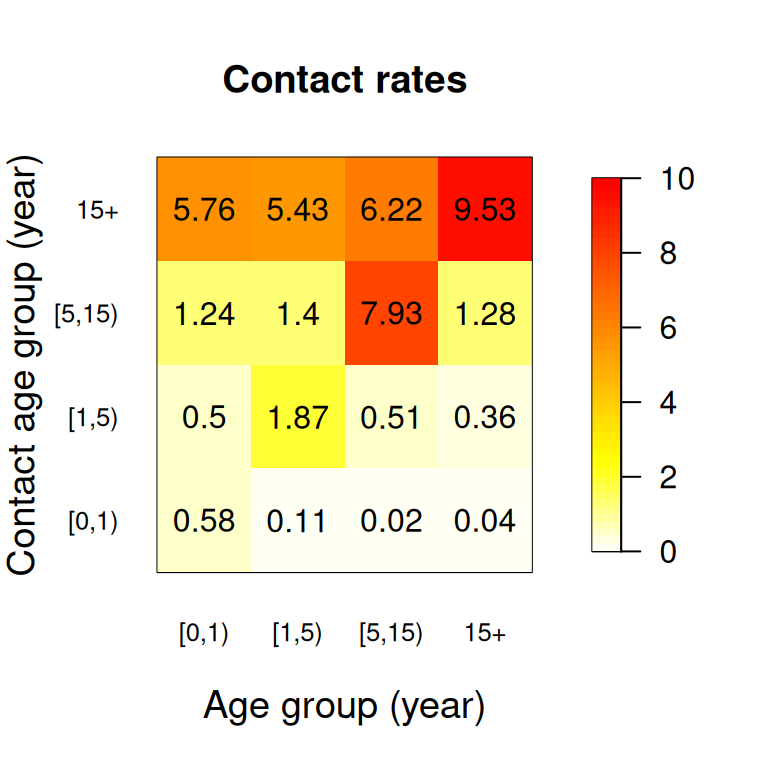 Contact rates
Contact age group (year)
15+ 5.76 5.43 6.22 9.53
[5,15) 1.24 1.4 7.93 1.28
[1,5) 0.5 1.87 0.51 0.36
[0,1) 0.58 0.11 0.02 0.04
[0,1) [1,5) [5,15) 15+
Age group (year)
10
8
6
4
2
0